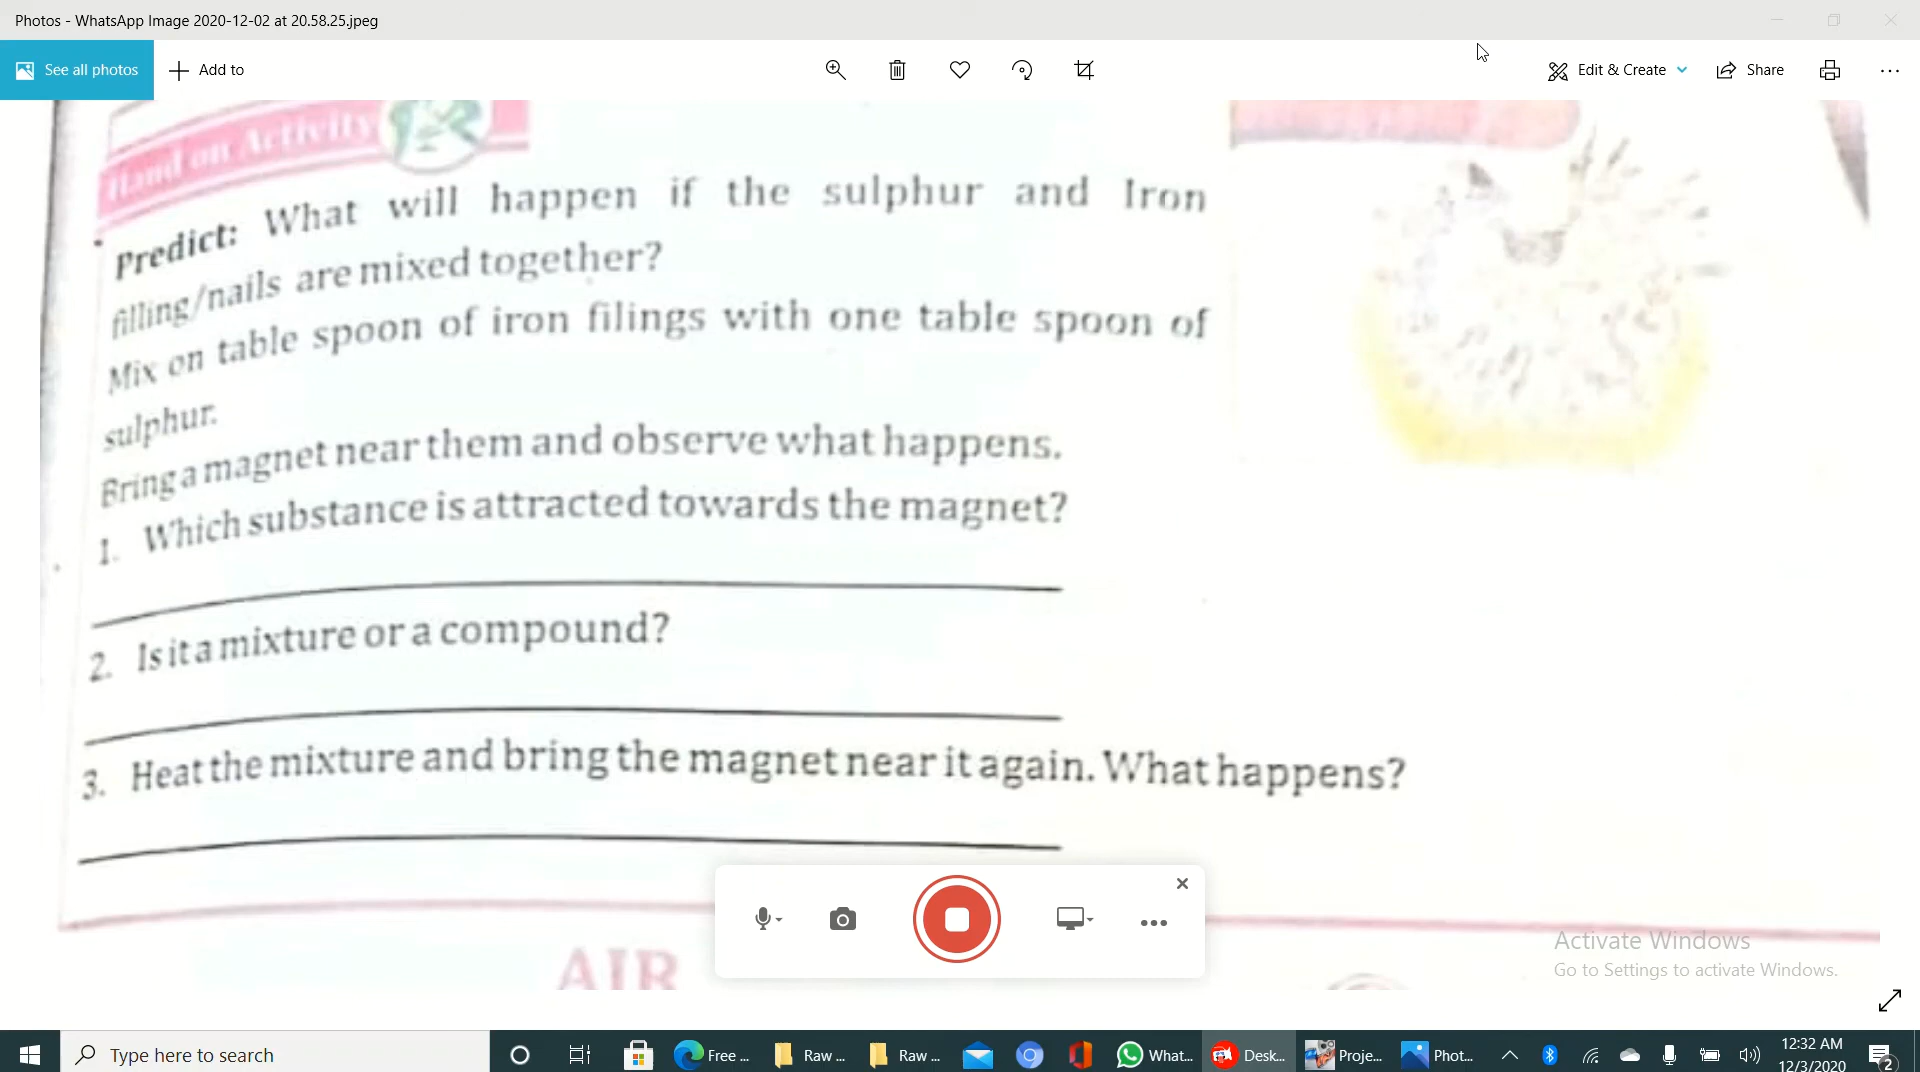 Photos - WhatsApp Image 2020-12-02 at 20.58.25.jpeg
See all photos
Add to
Edit & Create
Share
Hand on Activity
Predict: What will happen if the sulphur and Iron
filling/nails are mixed together?
Mix on table spoon of iron filings with one table spoon of
sulphur.
Bring a magnet near them and observe what happens.
1. Which substance is attracted towards the magnet?
2. Is it a mixture or a compound?
3. Heat the mixture and bring the magnet near it again. What happens?
AIR
Activate Windows
Go to Settings to activate Windows.
Type here to search
Free ...
Raw ...
Raw ...
What...
Desk...
Proje...
Phot...
12:32 AM
12/3/2020
2